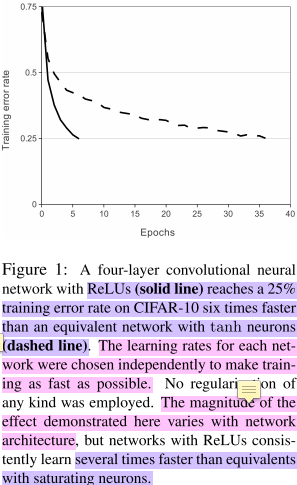 0.75
0.5
0.25
0
0 5 10 15 20 25 30 35 40
Training error rate
Epochs
Figure 1: A four-layer convolutional neural
network with ReLUs (solid line) reaches a 25%
training error rate on CIFAR-10 six times faster
than an equivalent network with tanh neurons
(dashed line). The learning rates for each net-
work were chosen independently to make train-
ing as fast as possible. No regularization of
any kind was employed. The magnitude of the
effect demonstrated here varies with network
architecture, but networks with ReLUs consis-
tently learn several times faster than equivalents
with saturating neurons.